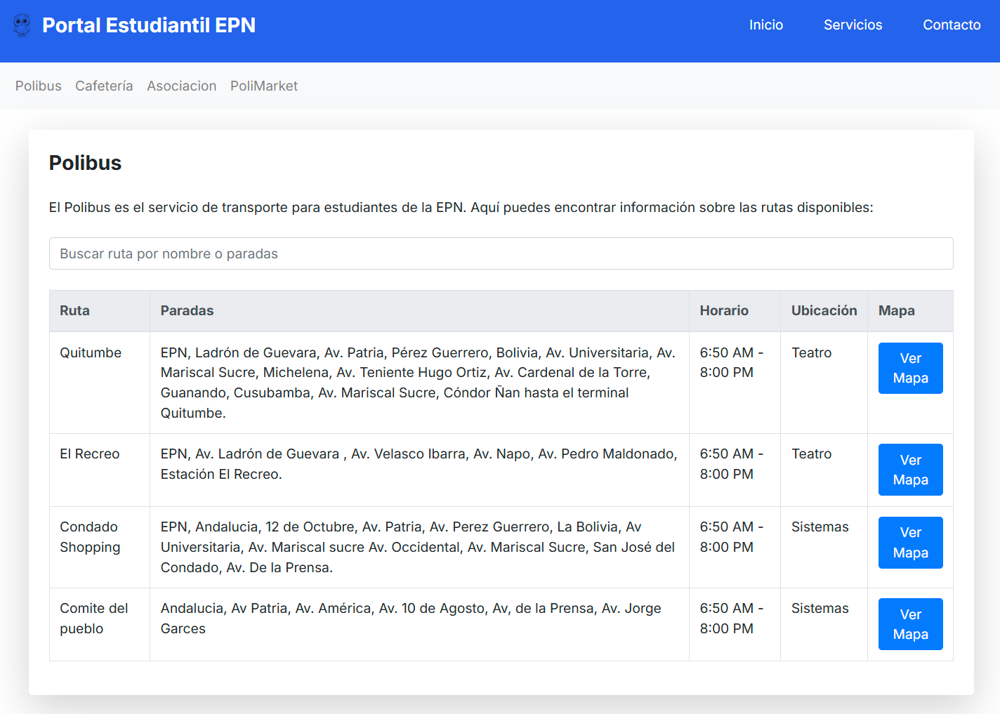 Portal Estudiantil EPN
Inicio Servicios Contacto
Polibus Cafetería Asociacion PoliMarket
Polibus
El Polibus es el servicio de transporte para estudiantes de la EPN. Aquí puedes encontrar información sobre las rutas disponibles:
Buscar ruta por nombre o paradas
Ruta Paradas Horario Ubicación Mapa
Quitumbe
EPN, Ladrón de Guevara, Av. Patria, Pérez Guerrero, Bolivia, Av. Universitaria, Av.
Mariscal Sucre, Michelena, Av. Teniente Hugo Ortiz, Av. Cardenal de la Torre,
Guanando, Cusubamba, Av. Mariscal Sucre, Cóndor Ñan hasta el terminal
Quitumbe.
6:50 AM -
8:00 PM
Teatro
Ver
Mapa
El Recreo
EPN, Av. Ladrón de Guevara , Av. Velasco Ibarra, Av. Napo, Av. Pedro Maldonado,
Estación El Recreo.
6:50 AM -
8:00 PM
Teatro
Ver
Mapa
Condado
Shopping
EPN, Andalucia, 12 de Octubre, Av. Patria, Av. Perez Guerrero, La Bolivia, Av
Universitaria, Av. Mariscal sucre Av. Occidental, Av. Mariscal Sucre, San José del
Condado, Av. De la Prensa.
6:50 AM -
8:00 PM
Sistemas
Ver
Mapa
Comite del
pueblo
Andalucia, Av Patria, Av. América, Av. 10 de Agosto, Av, de la Prensa, Av. Jorge
Garces
6:50 AM -
8:00 PM
Sistemas
Ver
Mapa